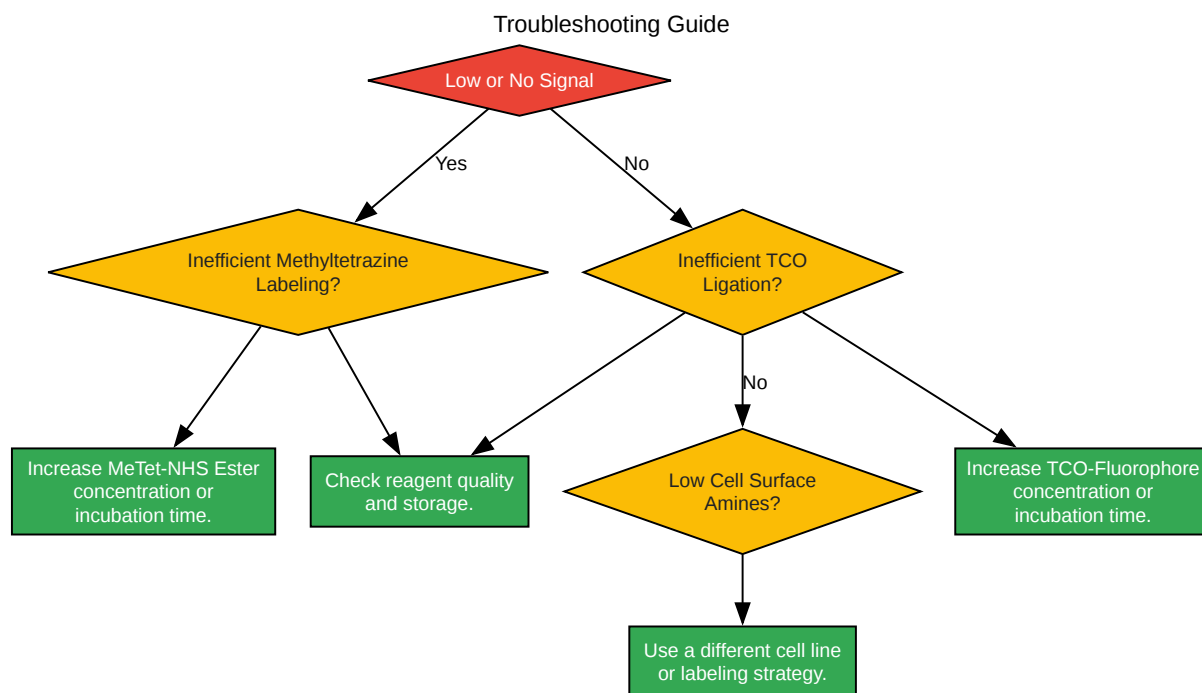 Troubleshooting Guide
Low or No Signal
Yes
No
Inefficient Methyltetrazine
Labeling?
Inefficient TCO
Ligation?
No
Increase MeTet-NHS Ester
concentration or
incubation time.
Check reagent quality
and storage.
Low Cell Surface
Amines?
Increase TCO-Fluorophore
concentration or
incubation time.
Use a different cell line
or labeling strategy.